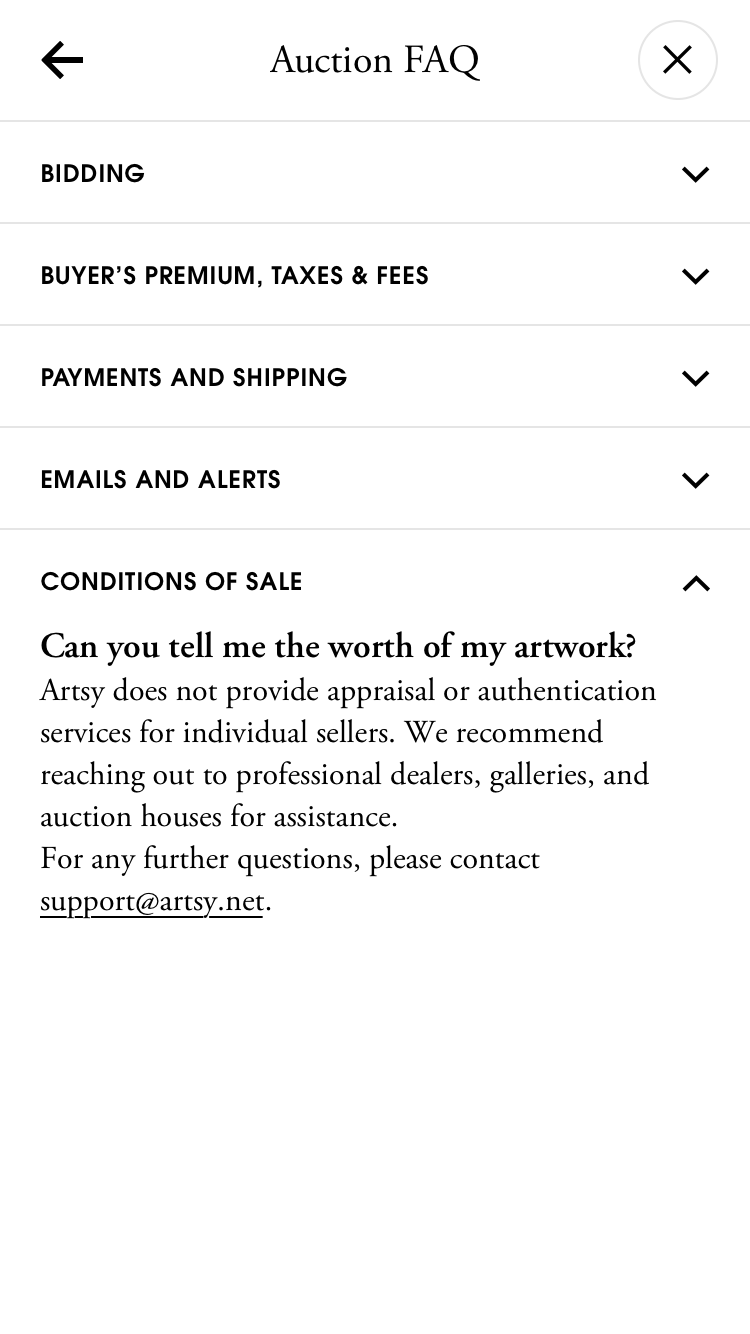 Auction FAQ
BIDDING
BUYER’S PREMIUM, TAXES & FEES
PAYMENTS AND SHIPPING
EMAILS AND ALERTS
CONDITIONS OF SALE
Can you tell me the worth of my artwork?
Artsy does not provide appraisal or authentication
services for individual sellers. We recommend
reaching out to professional dealers, galleries, and
auction houses for assistance.
For any further questions, please contact
support@artsy.net.